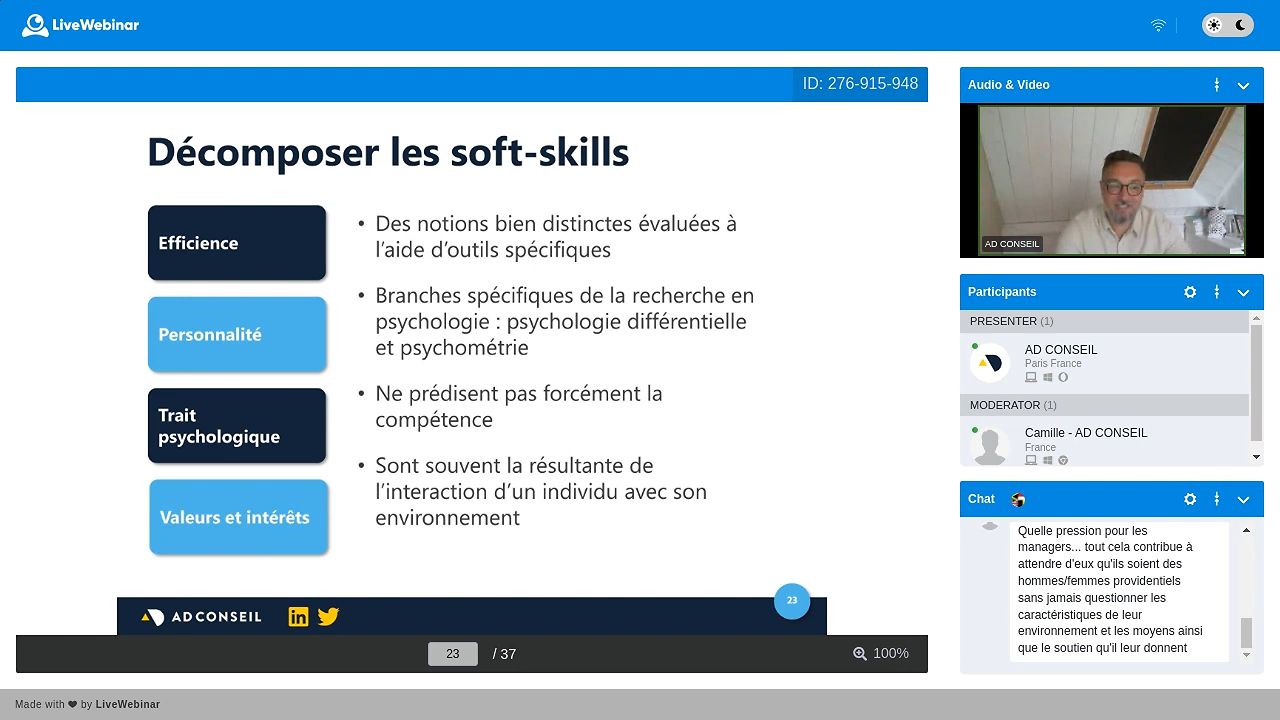 LiveWebinar
ID: 276-915-948
Décomposer les soft-skills
Efficience
Personnalité
Trait
psychologique
Valeurs et intérêts
• Des notions bien distinctes évaluées à
l’aide d’outils spécifiques
• Branches spécifiques de la recherche en
psychologie : psychologie différentielle
et psychométrie
• Ne prédisent pas forcément la
compétence
• Sont souvent la résultante de
l’interaction d’un individu avec son
environnement
AD CONSEIL
23
23 / 37
100%
Audio & Video
AD CONSEIL
Participants
PRESENTER (1)
AD CONSEIL
Paris France
MODERATOR (1)
Camille - AD CONSEIL
France
Chat
Quelle pression pour les
managers... tout cela contribue à
attendre d'eux qu'ils soient des
hommes/femmes providentiels
sans jamais questionner les
caractéristiques de leur
environnement et les moyens ainsi
que le soutien qu'il leur donnent
Made with ❤ by LiveWebinar